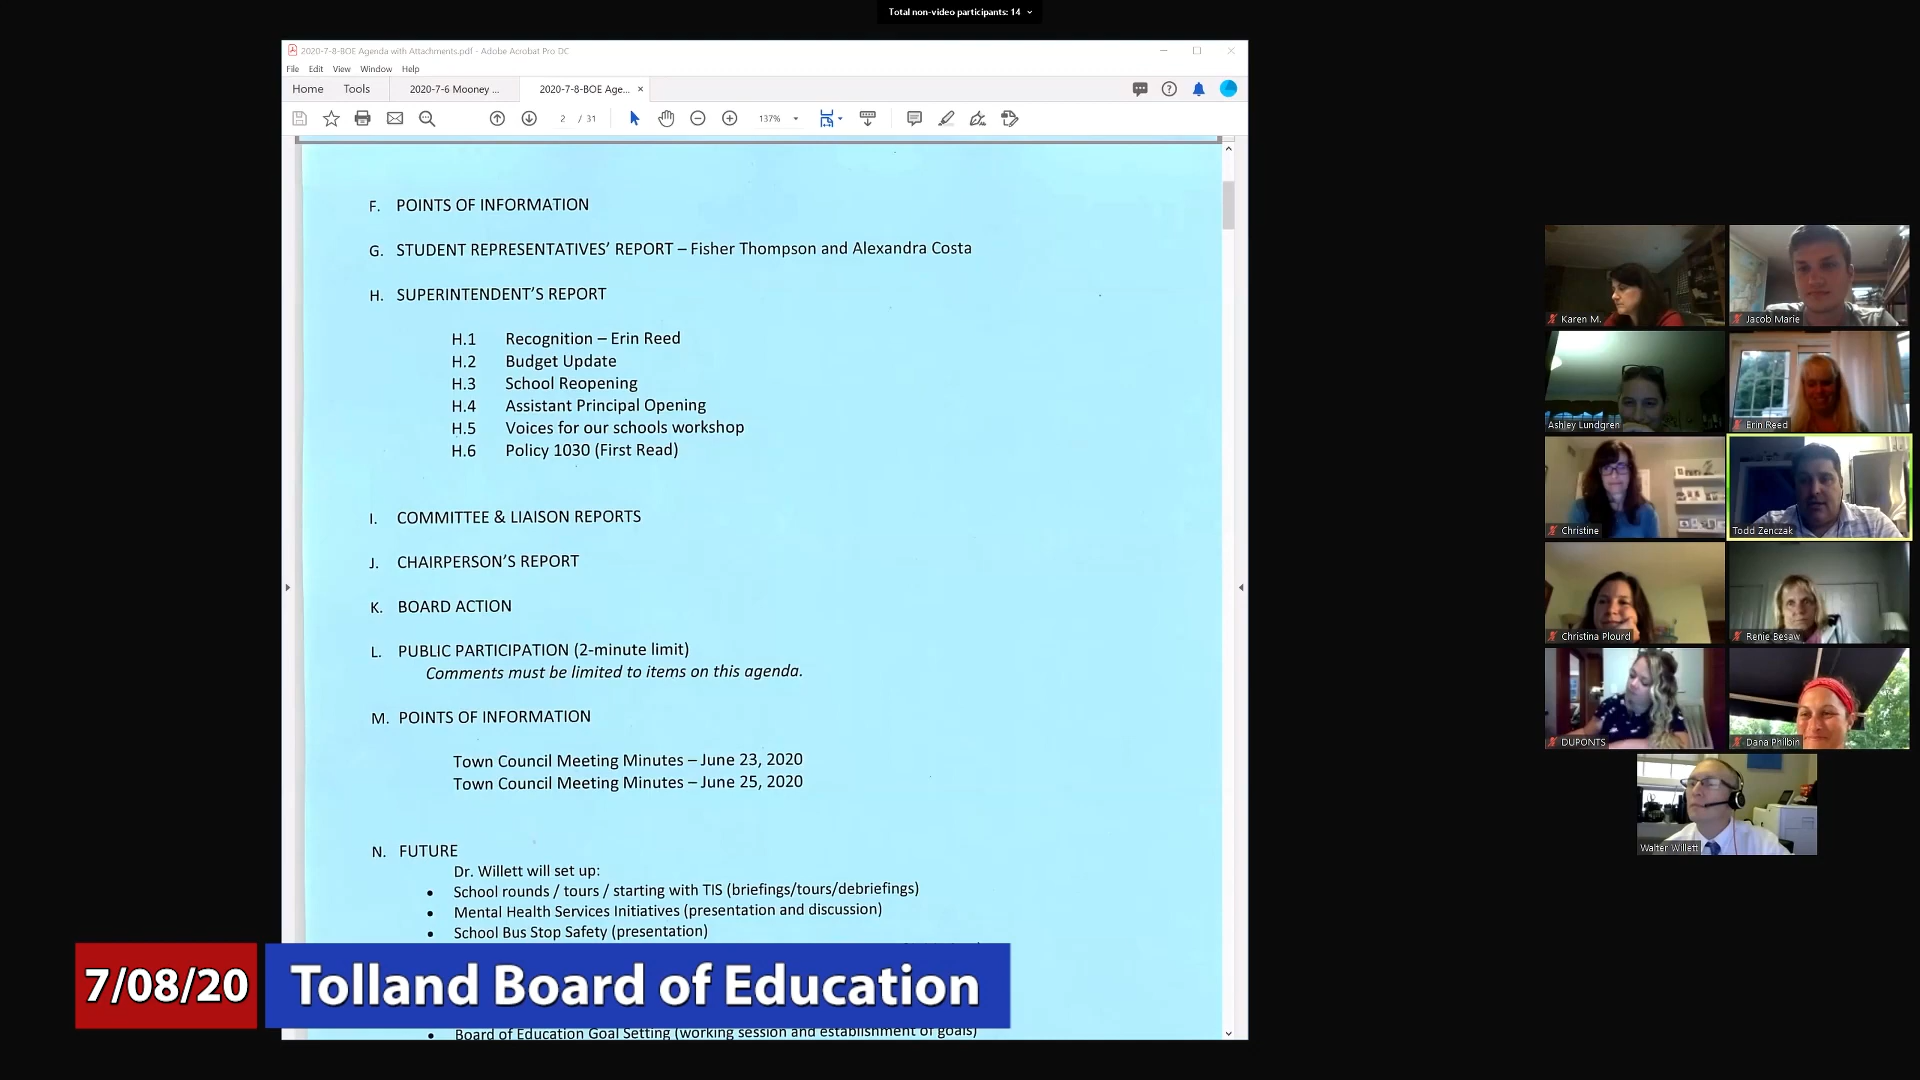 Total non-video participants: 14
2020-7-8-BOE Agenda with Attachments.pdf - Adobe Acrobat Pro DC
File Edit View Window Help
Home Tools 2020-7-6 Mooney ... 2020-7-8-BOE Age... ×
2 / 31 137%
F. POINTS OF INFORMATION
G. STUDENT REPRESENTATIVES' REPORT – Fisher Thompson and Alexandra Costa
H. SUPERINTENDENT'S REPORT
H.1 Recognition – Erin Reed
H.2 Budget Update
H.3 School Reopening
H.4 Assistant Principal Opening
H.5 Voices for our schools workshop
H.6 Policy 1030 (First Read)
I. COMMITTEE & LIAISON REPORTS
J. CHAIRPERSON'S REPORT
K. BOARD ACTION
L. PUBLIC PARTICIPATION (2-minute limit)
Comments must be limited to items on this agenda.
M. POINTS OF INFORMATION
Town Council Meeting Minutes – June 23, 2020
Town Council Meeting Minutes – June 25, 2020
N. FUTURE
Dr. Willett will set up:
• School rounds / tours / starting with TIS (briefings/tours/debriefings)
• Mental Health Services Initiatives (presentation and discussion)
• School Bus Stop Safety (presentation)
• Board of Education Goal Setting (working session and establishment of goals)
7/08/20 Tolland Board of Education
Karen M.
Jacob Marie
Ashley Lundgren
Erin Reed
Christine
Todd Zenczak
Christina Plourd
Renie Besaw
DUPONTS
Dana Philbin
Walter Willett